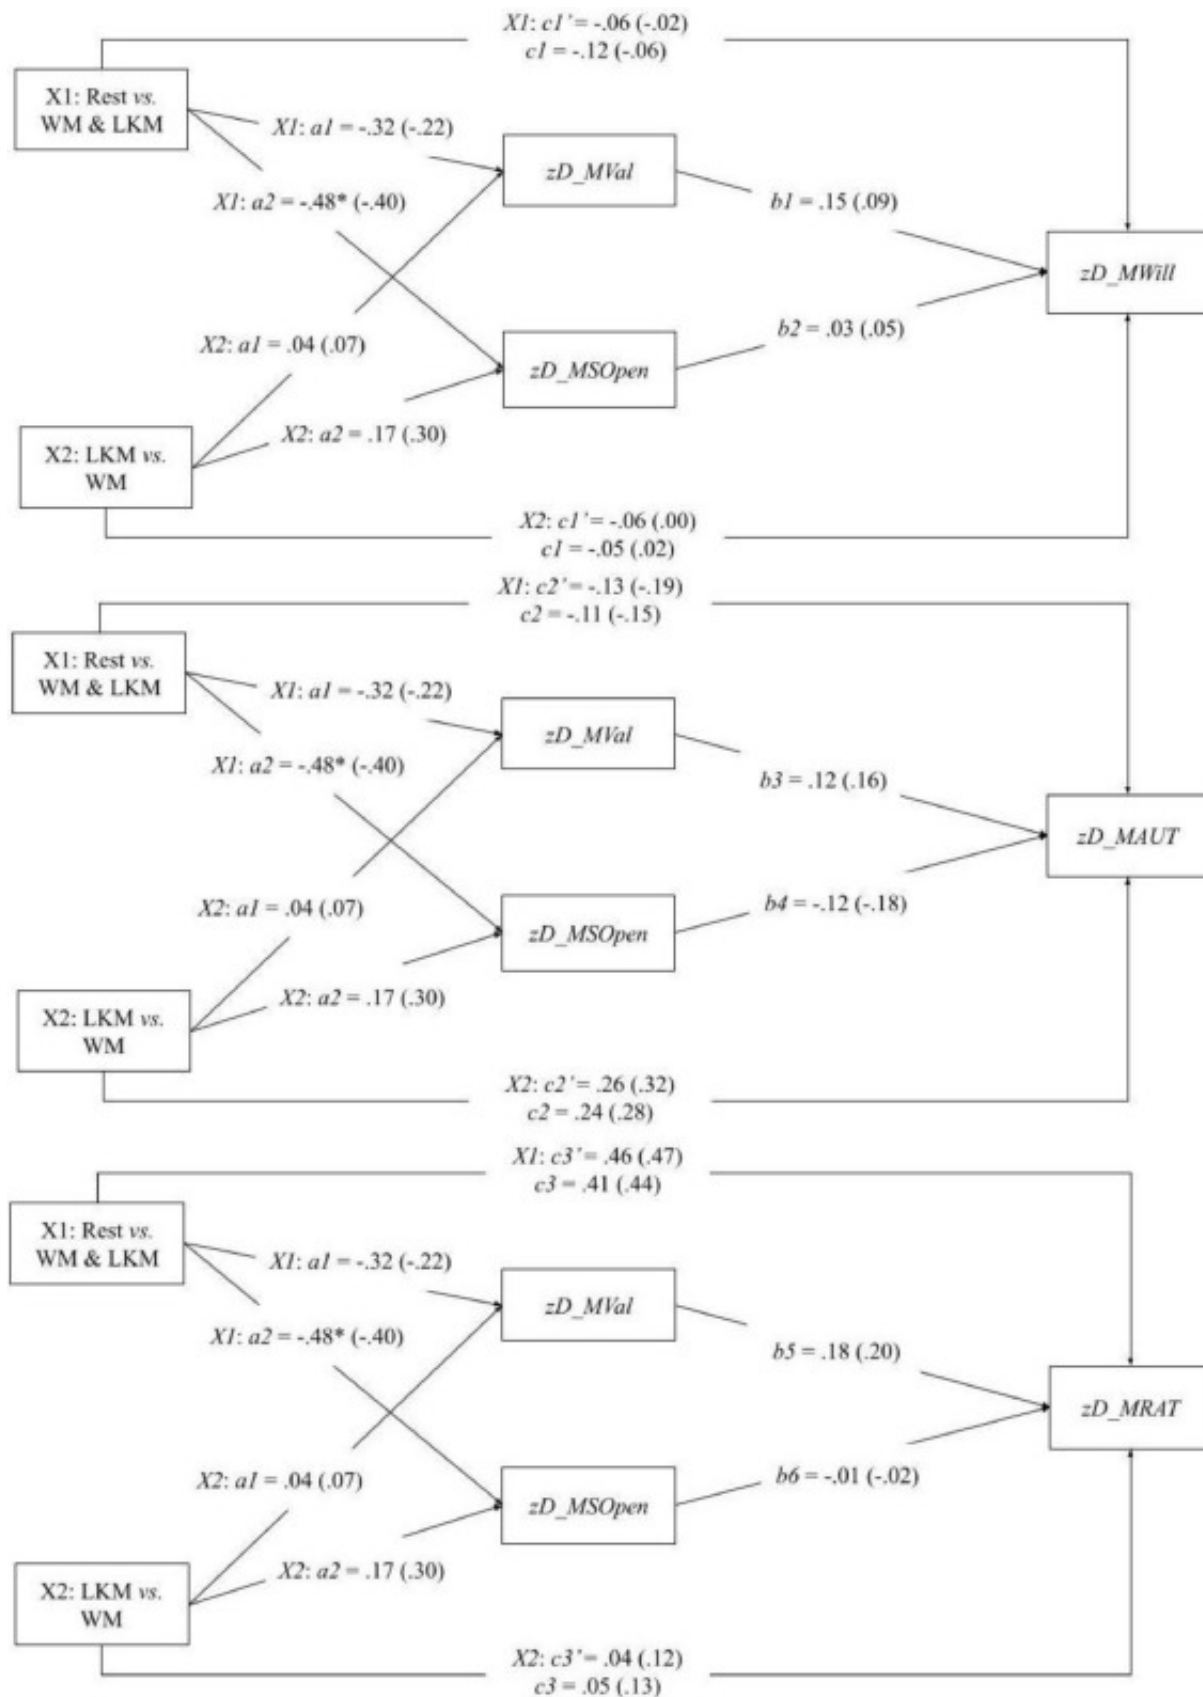 X1: c1’= -.06 (-.02)
c1 = -.12 (-.06)
X1: Rest vs.
WM & LKM
X1: a1 = -.32 (-.22)
zD_MVal
X1: a2 = -.48* (-.40)
b1 = .15 (.09)
zD_MWill
X2: a1 = .04 (.07)
b2 = .03 (.05)
zD_MSOpen
X2: a2 = .17 (.30)
X2: LKM vs.
WM
X2: c1’= -.06 (.00)
c1 = -.05 (.02)
X1: c2’= -.13 (-.19)
c2 = -.11 (-.15)
X1: Rest vs.
WM & LKM
X1: a1 = -.32 (-.22)
zD_MVal
X1: a2 = -.48* (-.40)
b3 = .12 (.16)
zD_MAUT
X2: a1 = .04 (.07)
b4 = -.12 (-.18)
zD_MSOpen
X2: a2 = .17 (.30)
X2: LKM vs.
WM
X2: c2’= .26 (.32)
c2 = .24 (.28)
X1: c3’= .46 (.47)
c3 = .41 (.44)
X1: Rest vs.
WM & LKM
X1: a1 = -.32 (-.22)
zD_MVal
X1: a2 = -.48* (-.40)
b5 = .18 (.20)
zD_MRAT
X2: a1 = .04 (.07)
b6 = -.01 (-.02)
zD_MSOpen
X2: a2 = .17 (.30)
X2: LKM vs.
WM
X2: c3’= .04 (.12)
c3 = .05 (.13)